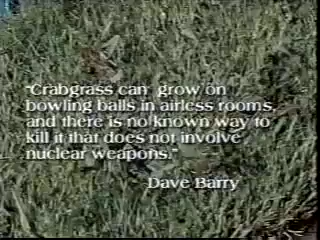 "Crabgrass can grow on
bowling balls in airless rooms,
and there is no known way to
kill it that does not involve
nuclear weapons."
Dave Barry